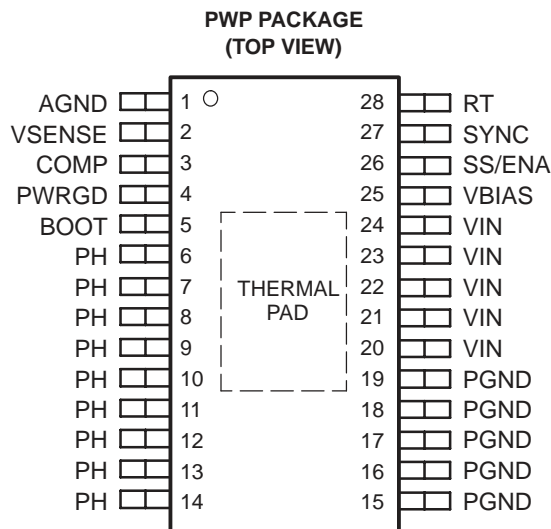 PWP PACKAGE
(TOP VIEW)
AGND 1 28 RT
VSENSE 2 27 SYNC
COMP 3 26 SS/ENA
PWRGD 4 25 VBIAS
BOOT 5 24 VIN
PH 6 23 VIN
PH 7 22 VIN
PH 8 21 VIN
PH 9 20 VIN
PH 10 19 PGND
PH 11 18 PGND
PH 12 17 PGND
PH 13 16 PGND
PH 14 15 PGND
THERMAL
PAD